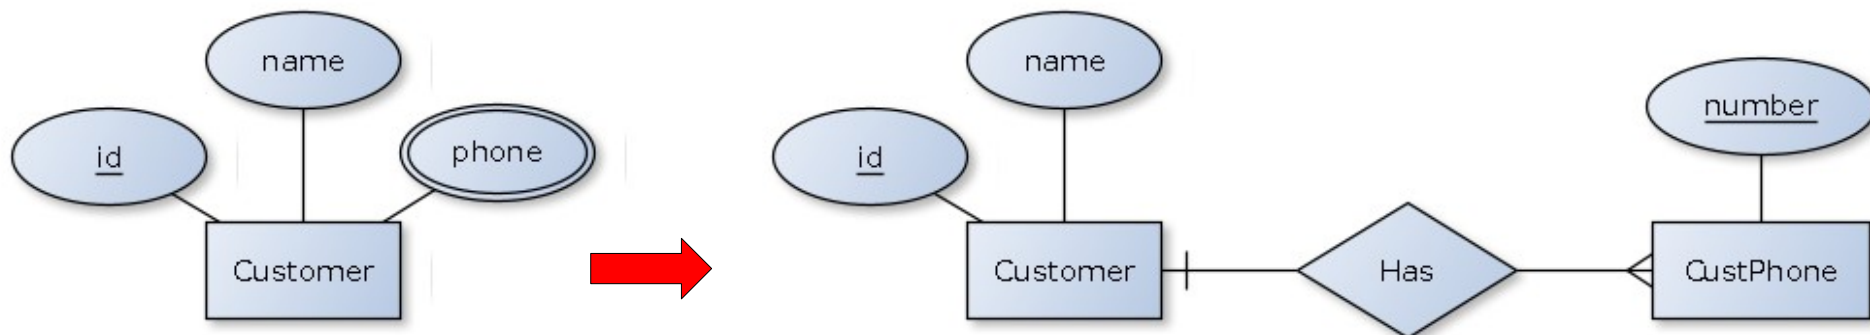 name
id
phone
Customer
name
id
Customer
Has
number
CustPhone